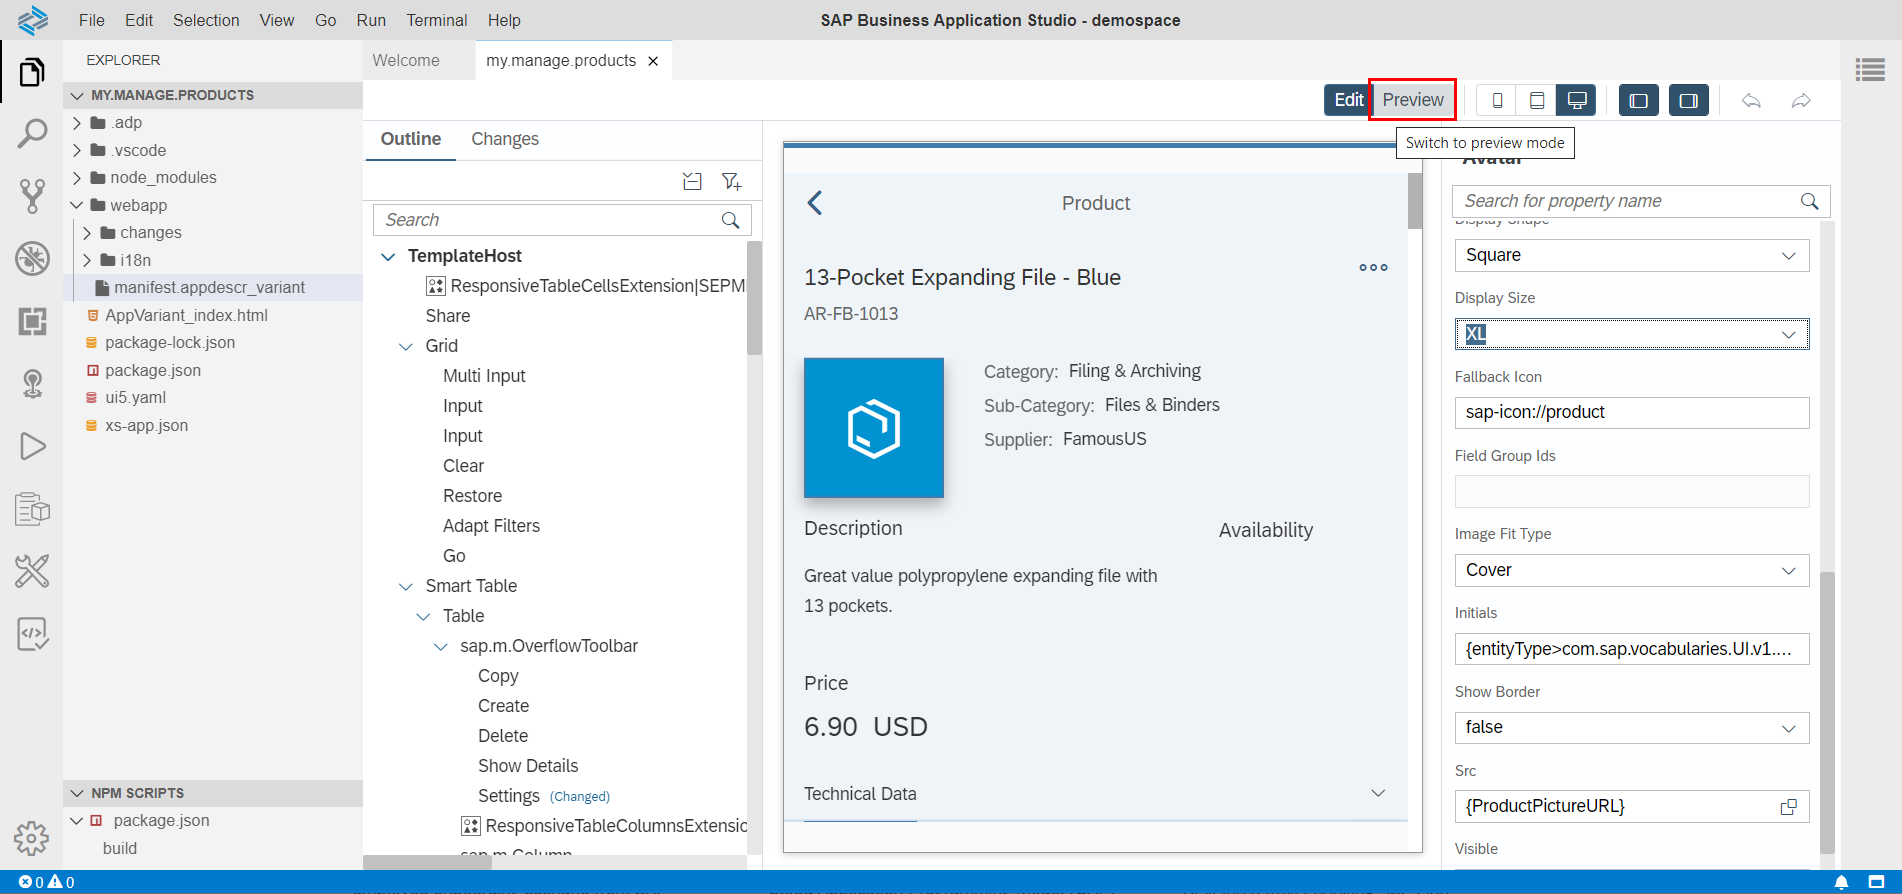 File Edit Selection View Go Run Terminal Help
SAP Business Application Studio - demospace
EXPLORER
MY.MANAGE.PRODUCTS
.adp
.vscode
node_modules
webapp
changes
i18n
manifest.appdescr_variant
AppVariant_index.html
package-lock.json
package.json
ui5.yaml
xs-app.json
NPM SCRIPTS
package.json
build
Welcome
my.manage.products
Edit Preview
Switch to preview mode
Outline Changes
Search
TemplateHost
ResponsiveTableCellsExtension|SEPM
Share
Grid
Multi Input
Input
Input
Clear
Restore
Adapt Filters
Go
Smart Table
Table
sap.m.OverflowToolbar
Copy
Create
Delete
Show Details
Settings (Changed)
ResponsiveTableColumnsExtensio
sap.m.Column
Product
13-Pocket Expanding File - Blue
AR-FB-1013
Category: Filing & Archiving
Sub-Category: Files & Binders
Supplier: FamousUS
Description
Availability
Great value polypropylene expanding file with
13 pockets.
Price
6.90 USD
Technical Data
Avatar
Search for property name
Display Shape
Square
Display Size
XL
Fallback Icon
sap-icon://product
Field Group Ids
Image Fit Type
Cover
Initials
{entityType>com.sap.vocabularies.UI.v1....
Show Border
false
Src
{ProductPictureURL}
Visible
0 0